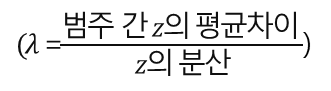 (λ = 범주 간 z의 평균차이 / z의 분산)